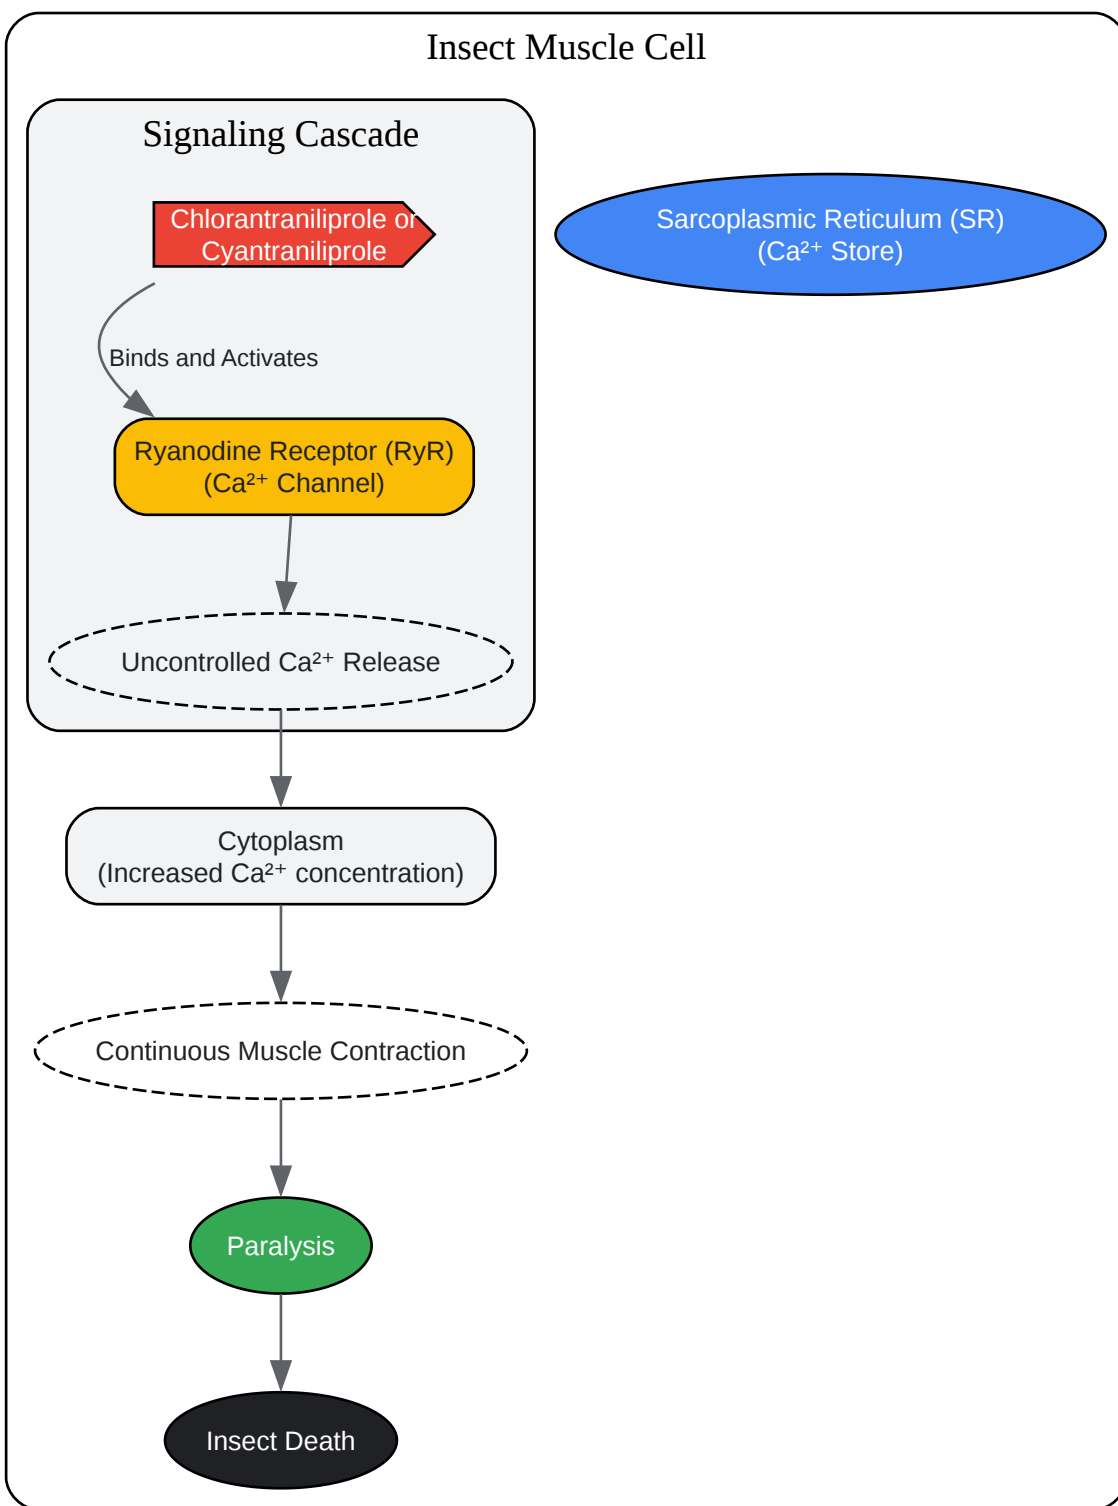 Insect Muscle Cell
Signaling Cascade
Chlorantraniliprole or
Cyantraniliprole
Sarcoplasmic Reticulum (SR)
(Ca²⁺ Store)
Binds and Activates
Ryanodine Receptor (RyR)
(Ca²⁺ Channel)
Uncontrolled Ca²⁺ Release
Cytoplasm
(Increased Ca²⁺ concentration)
Continuous Muscle Contraction
Paralysis
Insect Death